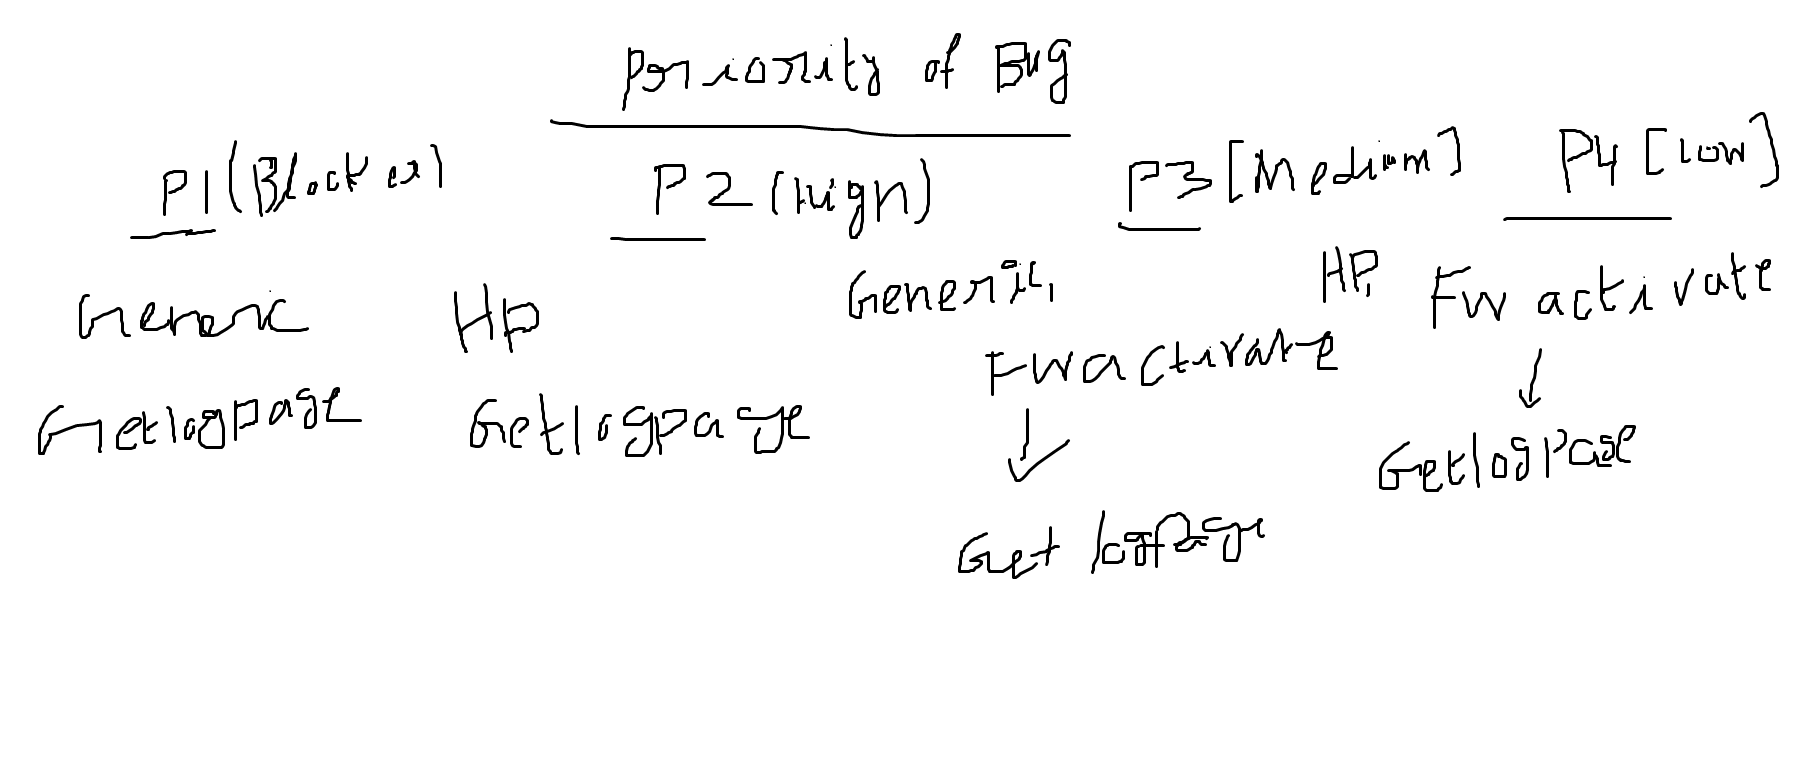 Priority of Bug
P1 (Blocker) P2 (High) P3 [Medium] P4 [Low]
Generic HP Generic, HP, FW activate
FW activate
Getlogpage Getlogpage Getlogpage
Get logpage